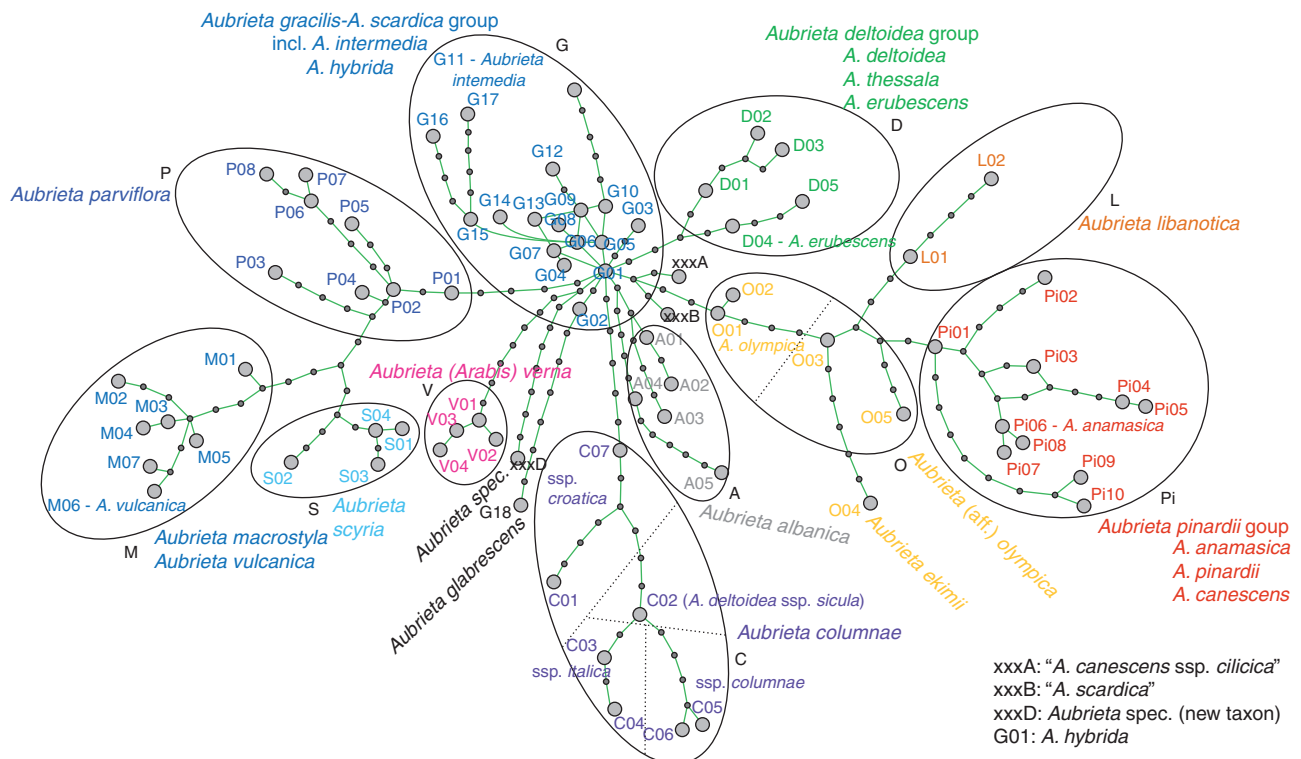 Aubrieta gracilis-A. scardica group
incl. A. intermedia
A. hybrida
G
G11 - Aubrieta
intemedia
G17
G16
G12
G10
G09
G03
G14
G13
G08
G15
G06
G05
G07
G04
G01
G02
Aubrieta deltoidea group
A. deltoidea
A. thessala
A. erubescens
D
D02
D03
D01
D05
D04 - A. erubescens
L02
L
Aubrieta libanotica
L01
P
Aubrieta parviflora
P08
P07
P06
P05
P03
P04
P02
P01
xxxA
xxxB
O02
O01
A. olympica
O03
O05
O04
O
Aubrieta (aff.) olympica
Aubrieta ekimii
Pi02
Pi01
Pi03
Pi04
Pi05
Pi06 - A. anamasica
Pi08
Pi07
Pi09
Pi10
Pi
Aubrieta pinardii goup
A. anamasica
A. pinardii
A. canescens
M01
M02
M03
M04
M05
M07
M06 - A. vulcanica
M
Aubrieta macrostyla
Aubrieta vulcanica
S04
S01
S02
S03
S
Aubrieta
scyria
Aubrieta (Arabis) verna
V
V01
V03
V02
V04
xxxD
Aubrieta spec.
G18
Aubrieta glabrescens
A01
A04
A02
A03
A05
A
Aubrieta albanica
C07
ssp.
croatica
C01
C02 (A. deltoidea ssp. sicula)
Aubrieta columnae
C
C03
ssp. italica
ssp. columnae
C04
C05
C06
xxxA: “A. canescens ssp. cilicica”
xxxB: “A. scardica”
xxxD: Aubrieta spec. (new taxon)
G01: A. hybrida